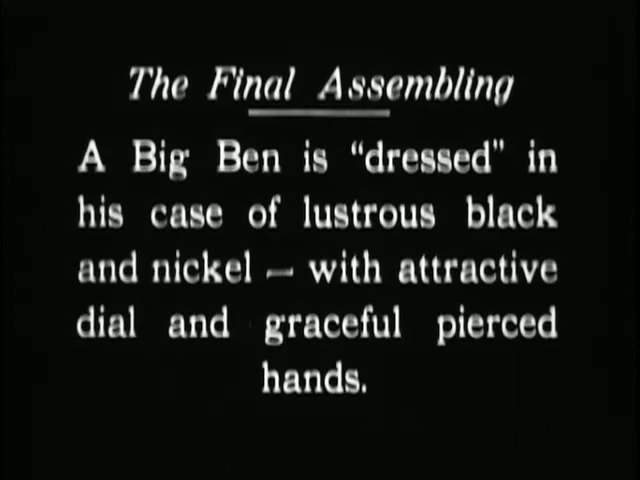 The Final Assembling
A Big Ben is “dressed” in
his case of lustrous black
and nickel — with attractive
dial and graceful pierced
hands.